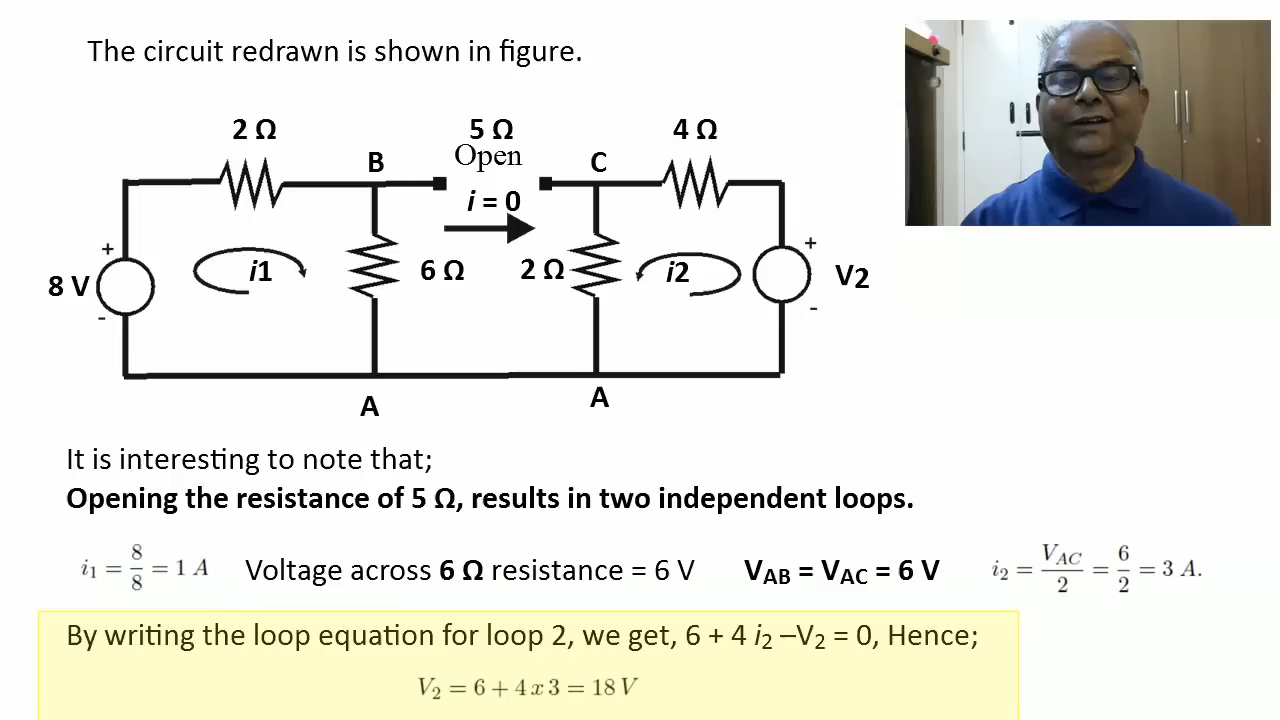 The circuit redrawn is shown in figure.
2 Ω
5 Ω
4 Ω
B
Open
C
i = 0
+
8 V
-
i1
6 Ω
2 Ω
i2
+
V2
-
A
A
It is interesting to note that;
Opening the resistance of 5 Ω, results in two independent loops.
i₁ = 8/8 = 1 A Voltage across 6 Ω resistance = 6 V V_AB = V_AC = 6 V i₂ = V_AC/2 = 6/2 = 3 A.
By writing the loop equation for loop 2, we get, 6 + 4 i₂ –V₂ = 0, Hence;
V₂ = 6 + 4 x 3 = 18 V